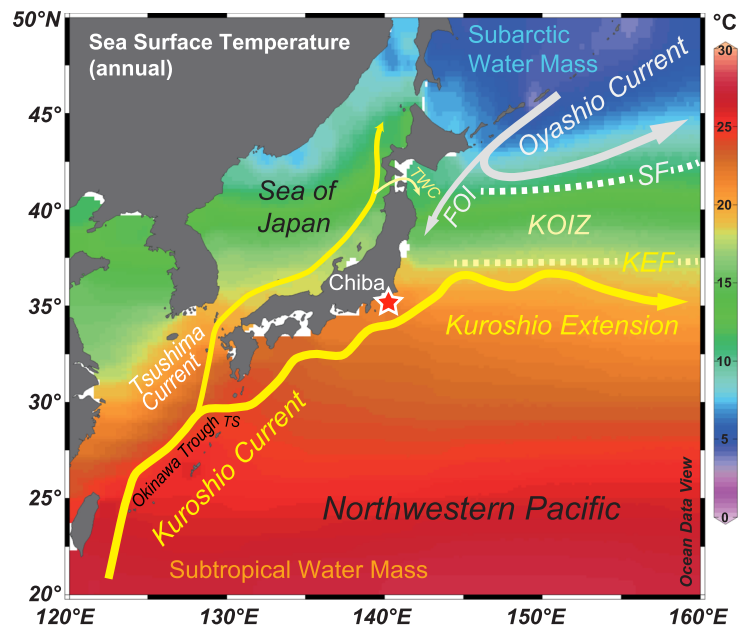 50°N
45°
40°
35°
30°
25°
20°
120°E
130°E
140°E
150°E
160°E
°C
30
20
15
10
5
0
Sea Surface Temperature
(annual)
Subarctic
Water Mass
Oyashio Current
SF
FOI
TWC
KOIZ
KEF
Sea of
Japan
Chiba
Kuroshio Extension
Tsushima
Current
TS
Okinawa Trough
Kuroshio Current
Northwestern Pacific
Subtropical Water Mass
Ocean Data View